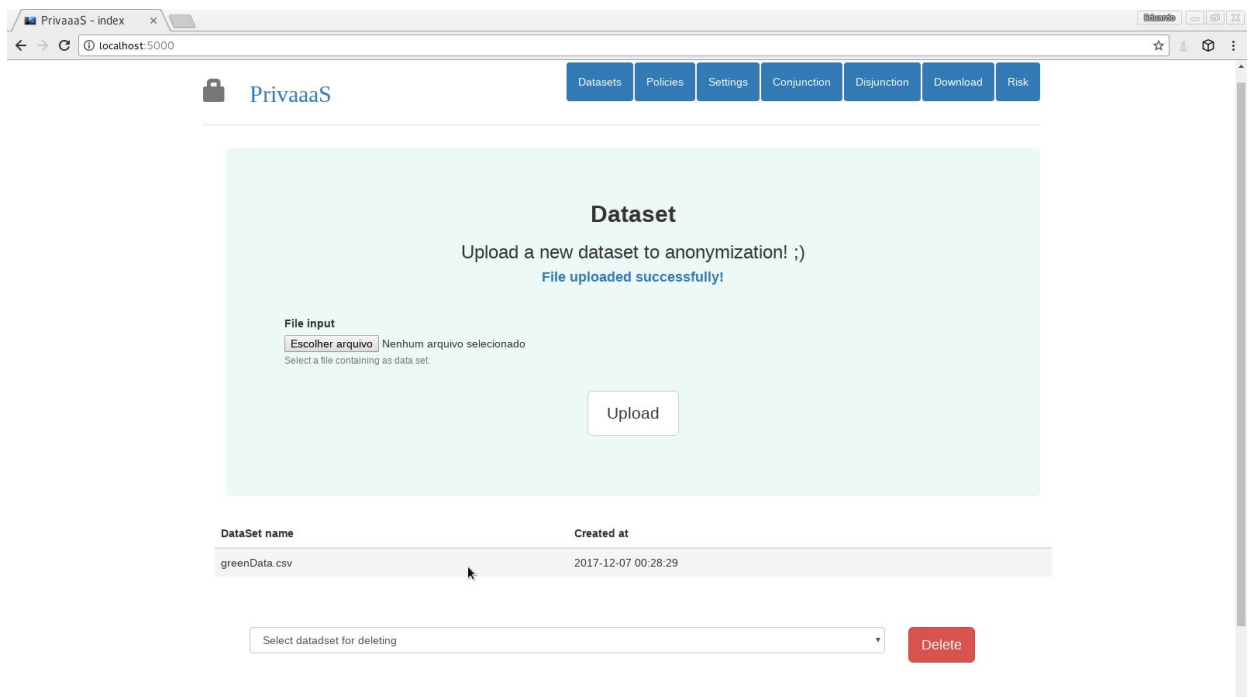 PrivaaaS - index
Eduardo
localhost:5000
PrivaaaS
Datasets Policies Settings Conjunction Disjunction Download Risk
Dataset
Upload a new dataset to anonymization! ;)
File uploaded successfully!
File input
Escolher arquivo Nenhum arquivo selecionado
Select a file containing as data set.
Upload
DataSet name Created at
greenData.csv 2017-12-07 00:28:29
Select datadset for deleting
Delete